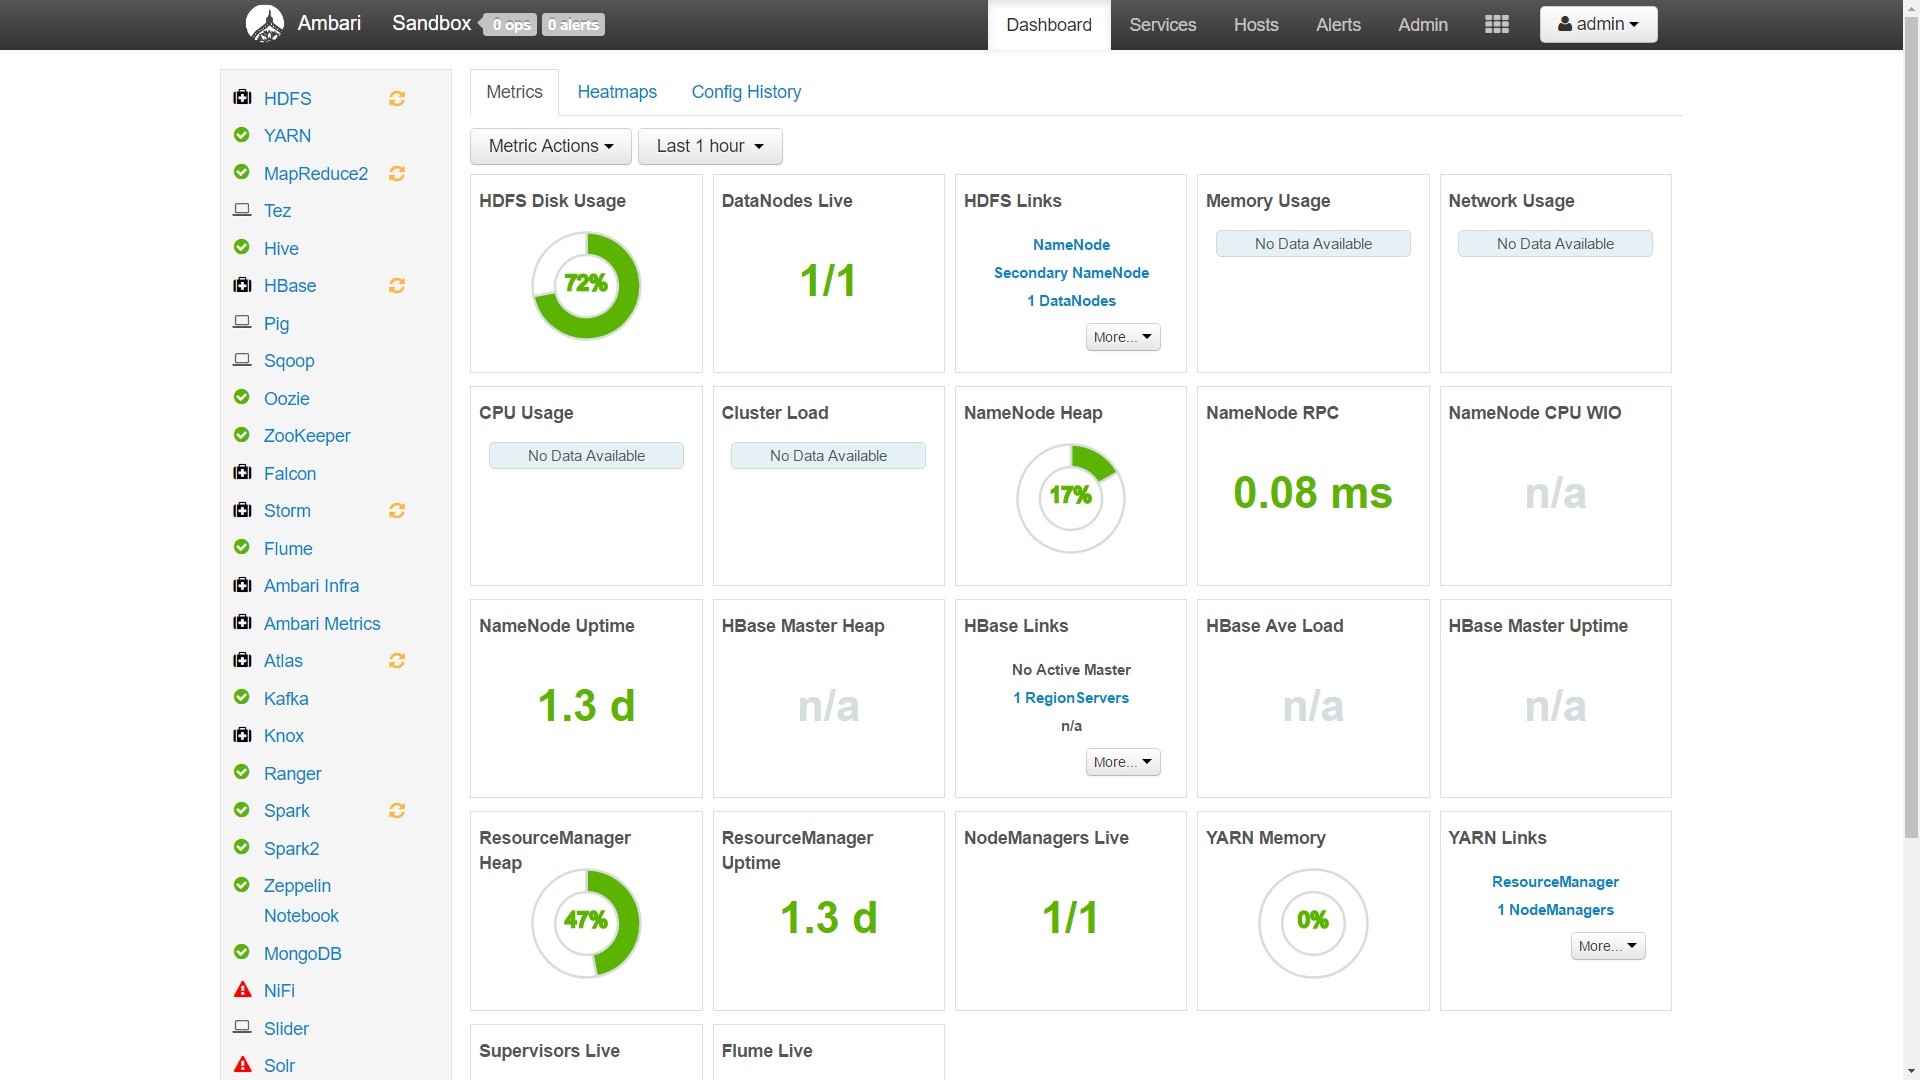 Ambari Sandbox 0 ops 0 alerts Dashboard Services Hosts Alerts Admin admin
HDFS
YARN
MapReduce2
Tez
Hive
HBase
Pig
Sqoop
Oozie
ZooKeeper
Falcon
Storm
Flume
Ambari Infra
Ambari Metrics
Atlas
Kafka
Knox
Ranger
Spark
Spark2
Zeppelin
Notebook
MongoDB
NiFi
Slider
Solr
Metrics Heatmaps Config History
Metric Actions Last 1 hour
HDFS Disk Usage
72%
DataNodes Live
1/1
HDFS Links
NameNode
Secondary NameNode
1 DataNodes
More...
Memory Usage
No Data Available
Network Usage
No Data Available
CPU Usage
No Data Available
Cluster Load
No Data Available
NameNode Heap
17%
NameNode RPC
0.08 ms
NameNode CPU WIO
n/a
NameNode Uptime
1.3 d
HBase Master Heap
n/a
HBase Links
No Active Master
1 RegionServers
n/a
More...
HBase Ave Load
n/a
HBase Master Uptime
n/a
ResourceManager
Heap
47%
ResourceManager
Uptime
1.3 d
NodeManagers Live
1/1
YARN Memory
0%
YARN Links
ResourceManager
1 NodeManagers
More...
Supervisors Live
Flume Live